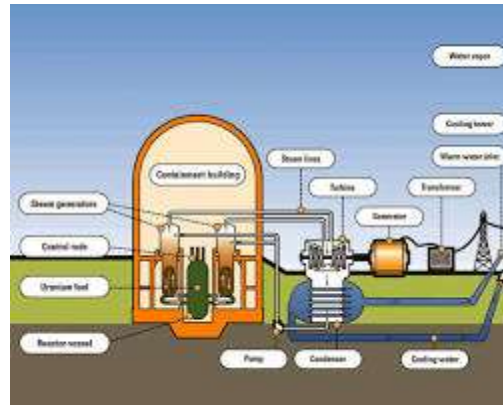 Water vapor
Cooling tower
Warm water inlet
Steam lines
Containment building
Turbine
Transformer
Steam generators
Generator
Control rods
Uranium fuel
Reactor vessel
Pump
Condenser
Cooling water